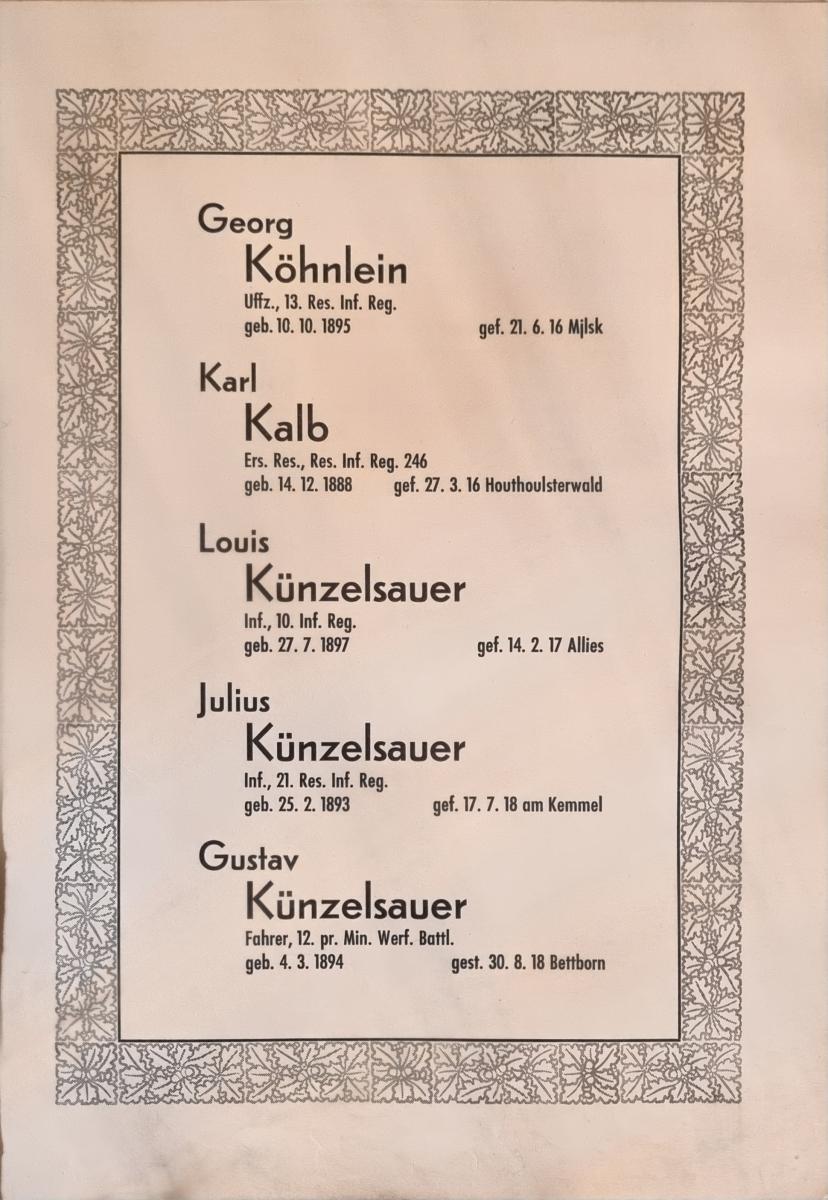 Georg
Köhnlein
Uffz., 13. Res. Inf. Reg.
geb. 10. 10. 1895 gef. 21. 6. 16 Mjlsk
Karl
Kalb
Ers. Res., Res. Inf. Reg. 246
geb. 14. 12. 1888 gef. 27. 3. 16 Houthoulsterwald
Louis
Künzelsauer
Inf., 10. Inf. Reg.
geb. 27. 7. 1897 gef. 14. 2. 17 Allies
Julius
Künzelsauer
Inf., 21. Res. Inf. Reg.
geb. 25. 2. 1893 gef. 17. 7. 18 am Kemmel
Gustav
Künzelsauer
Fahrer, 12. pr. Min. Werf. Battl.
geb. 4. 3. 1894 gest. 30. 8. 18 Bettborn